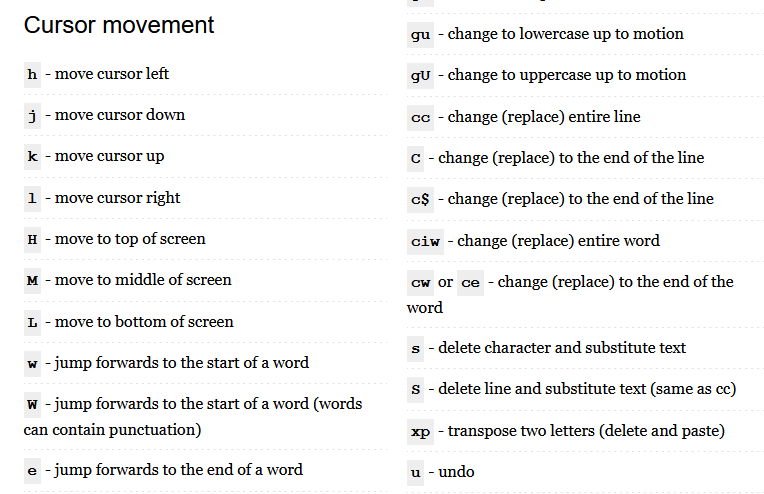 Cursor movement
h - move cursor left
j - move cursor down
k - move cursor up
l - move cursor right
H - move to top of screen
M - move to middle of screen
L - move to bottom of screen
w - jump forwards to the start of a word
W - jump forwards to the start of a word (words
can contain punctuation)
e - jump forwards to the end of a word
gu - change to lowercase up to motion
gU - change to uppercase up to motion
cc - change (replace) entire line
C - change (replace) to the end of the line
c$ - change (replace) to the end of the line
ciw - change (replace) entire word
cw or ce - change (replace) to the end of the
word
s - delete character and substitute text
S - delete line and substitute text (same as cc)
xp - transpose two letters (delete and paste)
u - undo